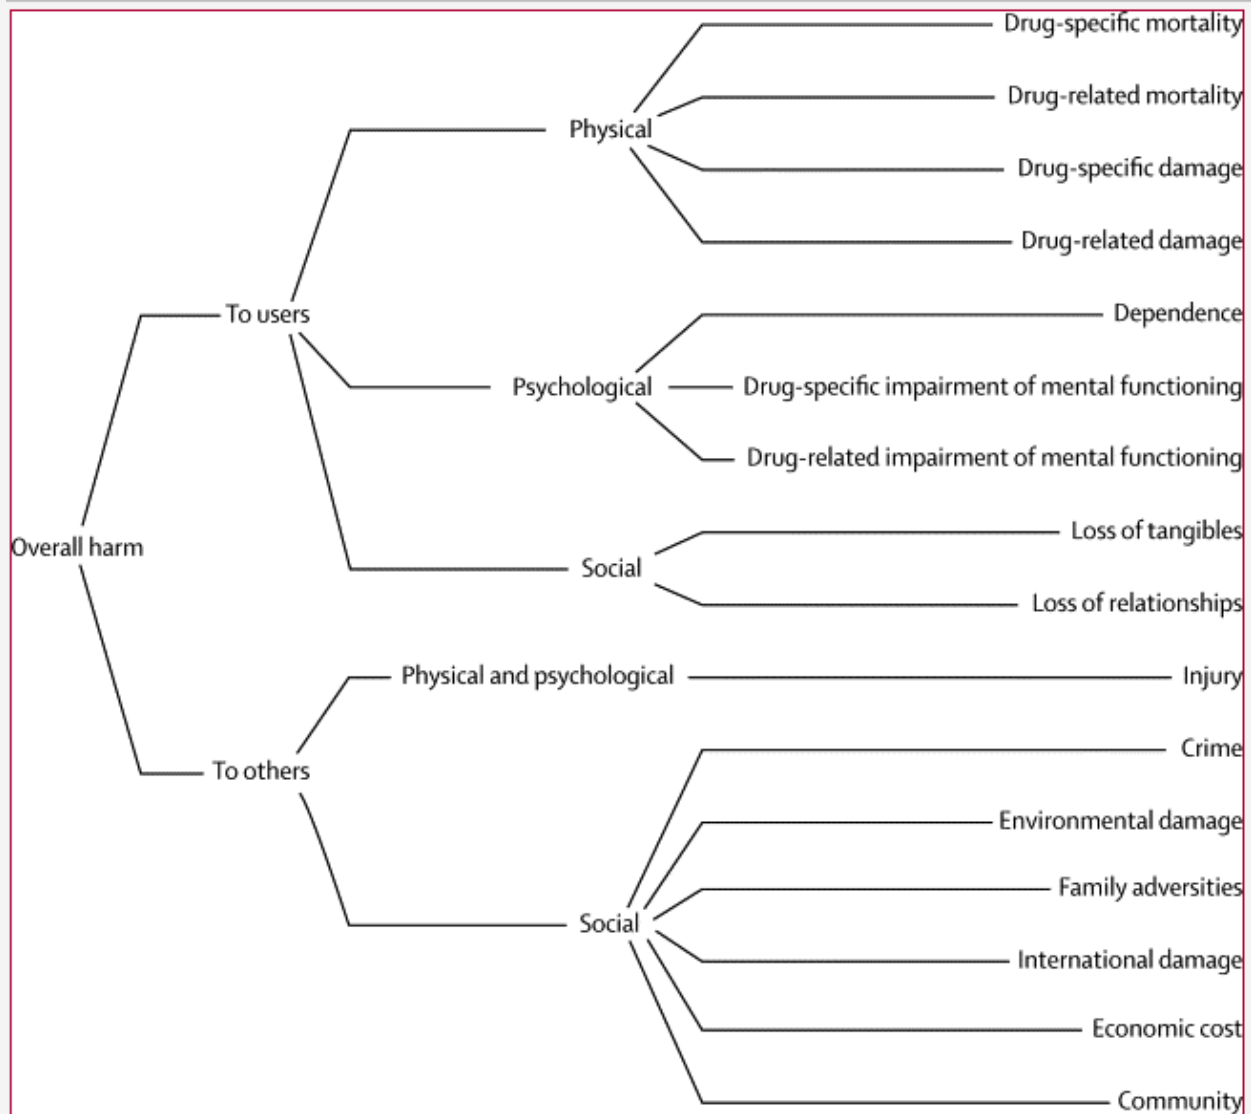 Drug-specific mortality
Drug-related mortality
Physical
Drug-specific damage
Drug-related damage
To users
Dependence
Psychological
Drug-specific impairment of mental functioning
Drug-related impairment of mental functioning
Loss of tangibles
Overall harm
Social
Loss of relationships
Physical and psychological
Injury
Crime
To others
Environmental damage
Family adversities
Social
International damage
Economic cost
Community